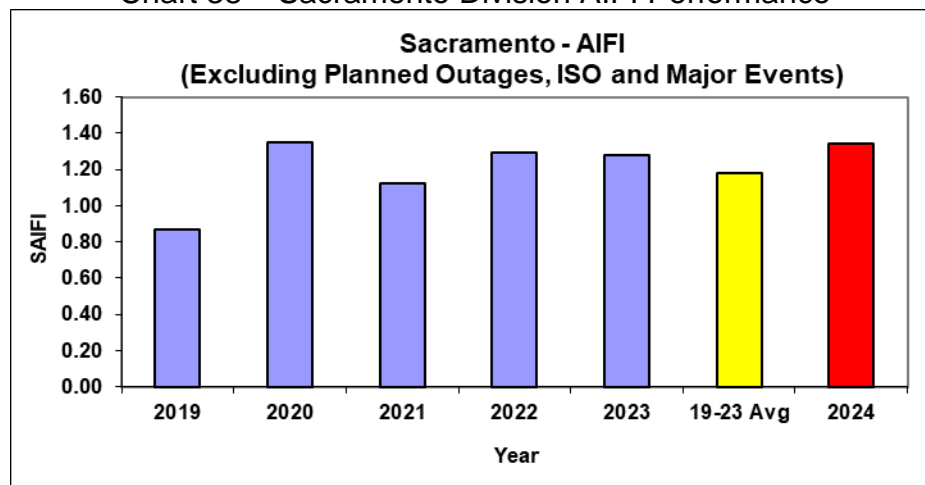 Sacramento Division AIFI Performance
Sacramento - AIFI
(Excluding Planned Outages, ISO and Major Events)
1.60
1.40
1.20
1.00
0.80
0.60
0.40
0.20
0.00
SAIFI
2019 2020 2021 2022 2023 19-23 Avg 2024
Year